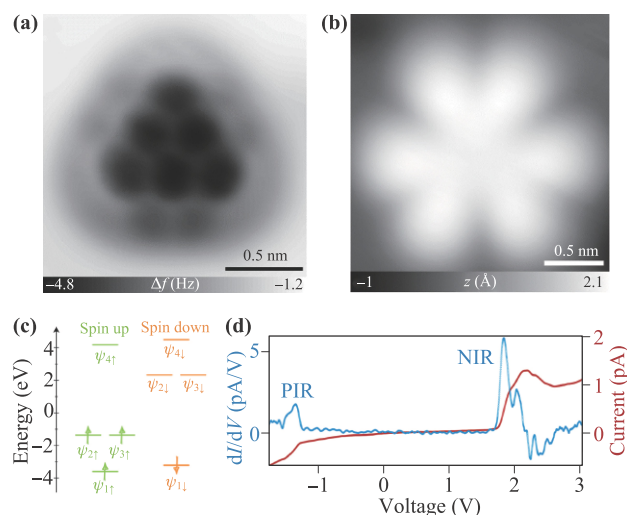 (a)
0.5 nm
−4.8 Δf (Hz) −1.2
(b)
0.5 nm
−1 z (Å) 2.1
(c)
Spin up Spin down
Energy (eV)
4
2
0
−2
−4
ψ4↑
ψ4↓
ψ2↓ ψ3↓
ψ2↑ ψ3↑
ψ1↑
ψ1↓
(d)
dI/dV (pA/V)
5
0
PIR
NIR
2
1
0
Current (pA)
−1 0 1 2 3
Voltage (V)